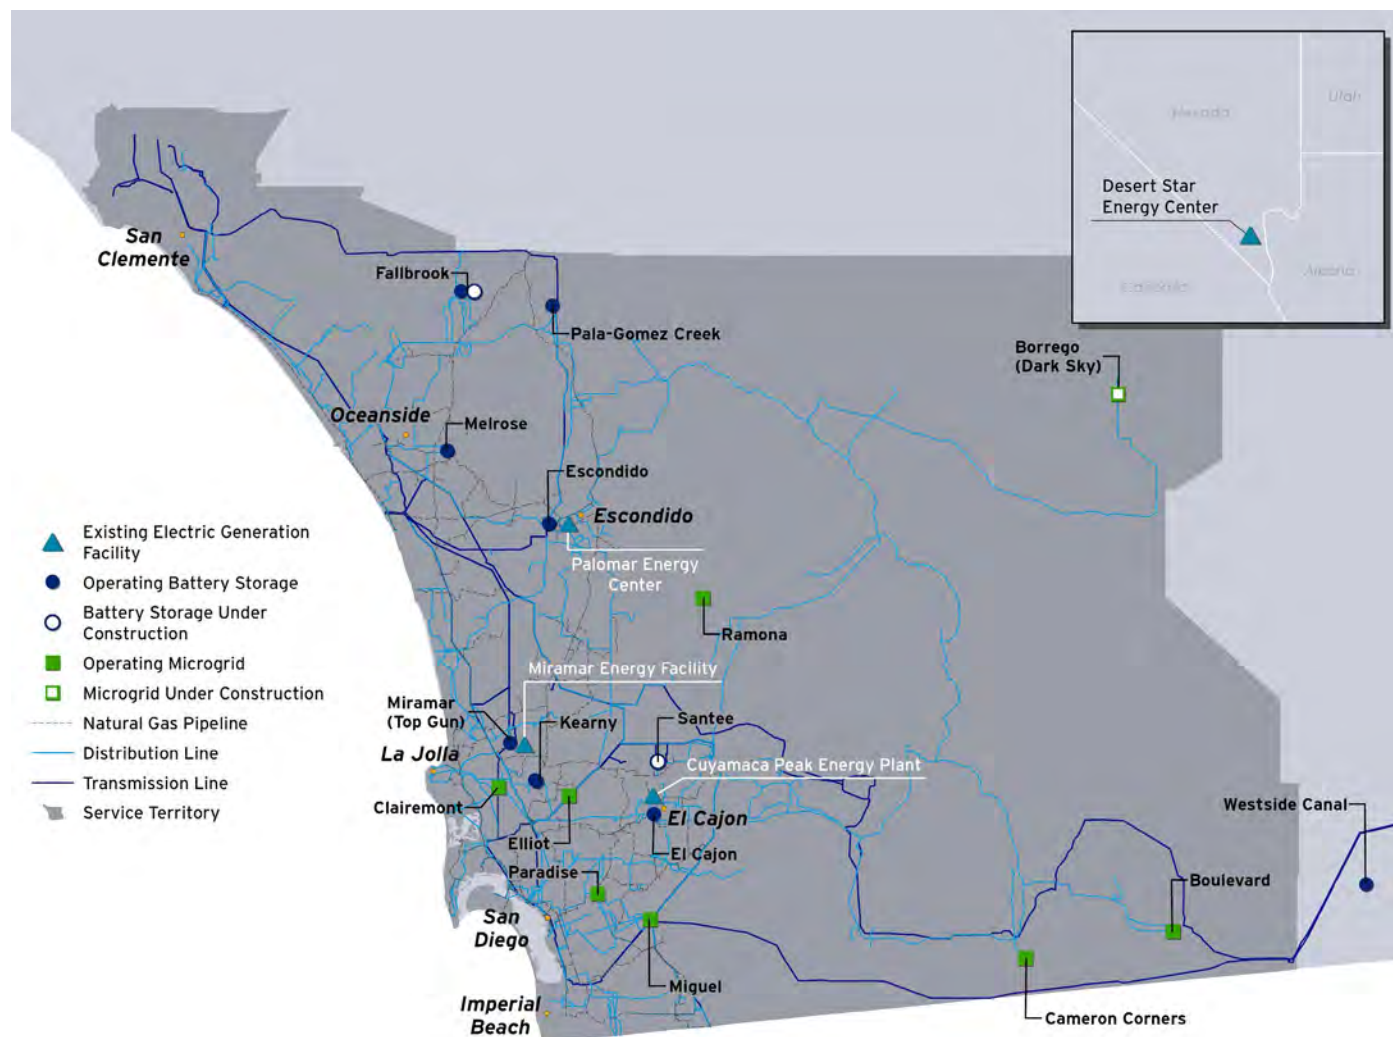 Nevada
Utah
Desert Star
Energy Center
California
Arizona
San
Clemente
Fallbrook
Pala-Gomez Creek
Borrego
(Dark Sky)
Oceanside
Melrose
Escondido
Escondido
Palomar Energy
Center
Ramona
Miramar Energy Facility
Miramar
(Top Gun)
Kearny
Santee
La Jolla
Cuyamaca Peak Energy Plant
Clairemont
Elliot
El Cajon
El Cajon
Westside Canal
Paradise
Boulevard
San
Diego
Miguel
Imperial
Beach
Cameron Corners
Existing Electric Generation
Facility
Operating Battery Storage
Battery Storage Under
Construction
Operating Microgrid
Microgrid Under Construction
Natural Gas Pipeline
Distribution Line
Transmission Line
Service Territory